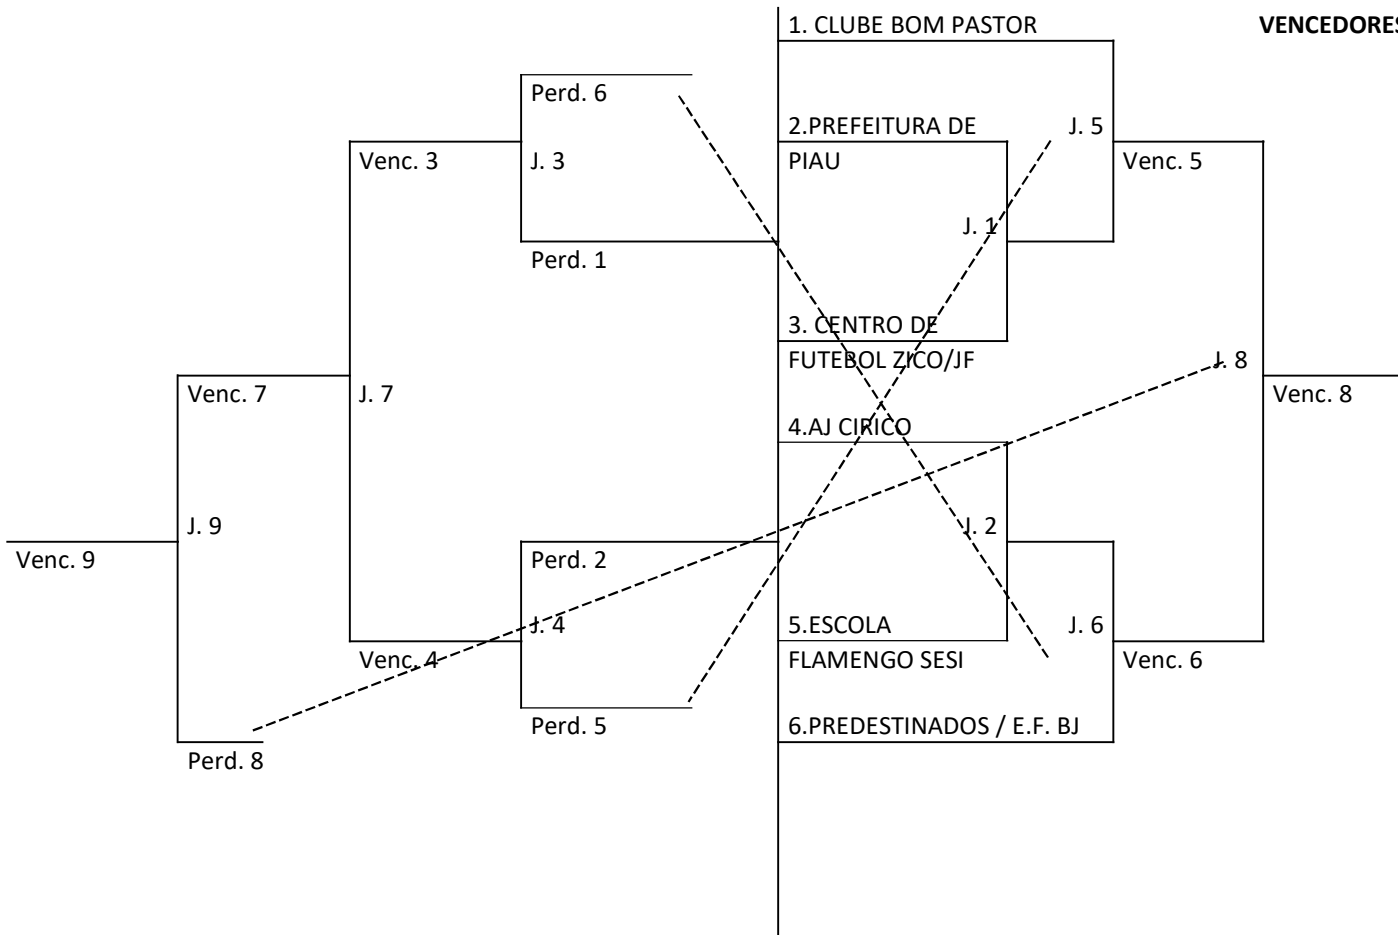 1. CLUBE BOM PASTOR
VENCEDORES
Perd. 6
2.PREFEITURA DE
J. 5
Venc. 3
J. 3
PIAU
Venc. 5
J. 1
Perd. 1
3. CENTRO DE
FUTEBOL ZICO/JF
J. 8
Venc. 7
J. 7
Venc. 8
4.AJ CIRICO
J. 9
J. 2
Venc. 9
Perd. 2
J. 4
5.ESCOLA
J. 6
Venc. 4
FLAMENGO SESI
Venc. 6
Perd. 5
6.PREDESTINADOS / E.F. BJ
Perd. 8